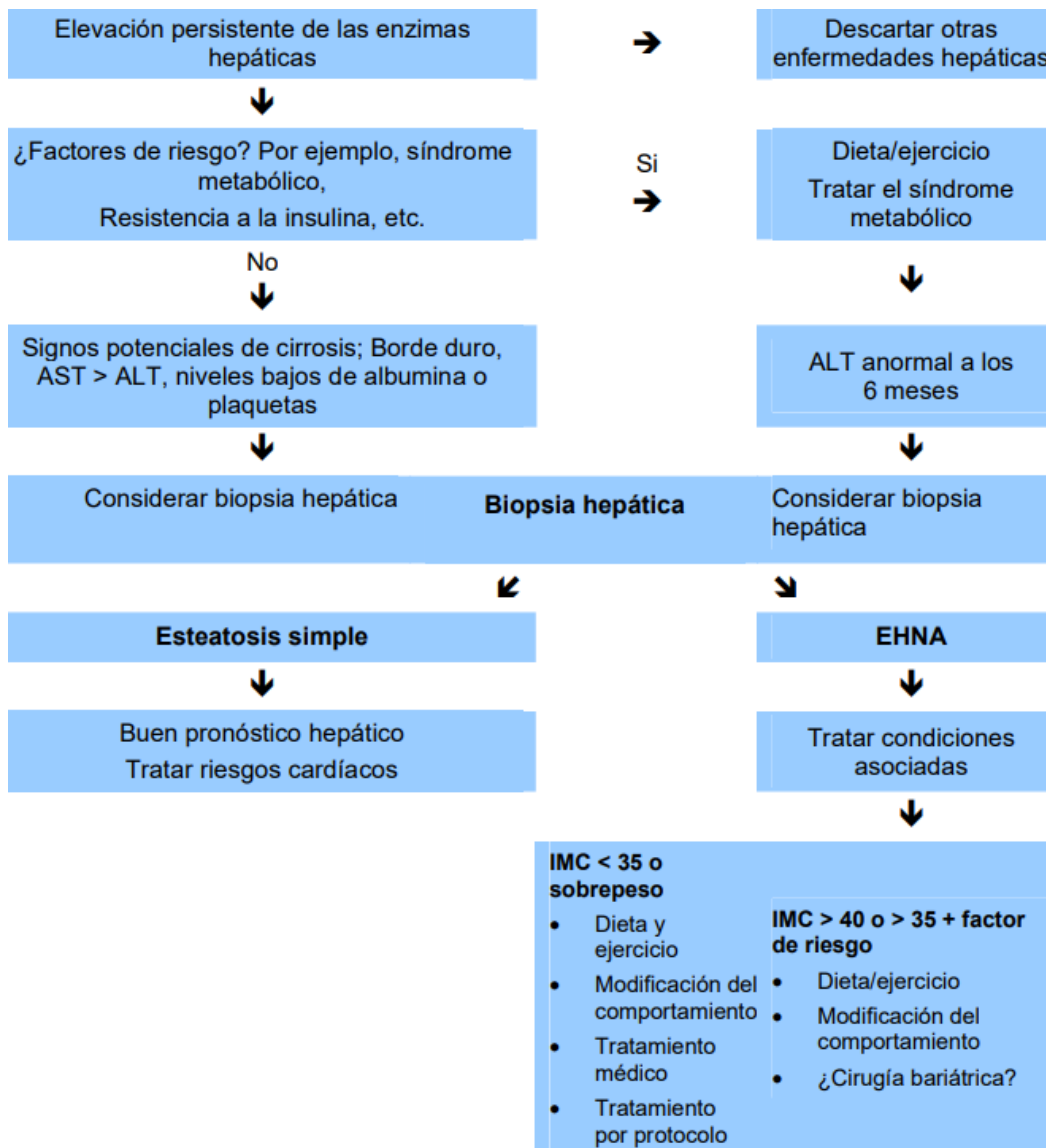 Elevación persistente de las enzimas
hepáticas
Descartar otras
enfermedades hepáticas
¿Factores de riesgo? Por ejemplo, síndrome
metabólico,
Resistencia a la insulina, etc.
Si
Dieta/ejercicio
Tratar el síndrome
metabólico
No
Signos potenciales de cirrosis; Borde duro,
AST > ALT, niveles bajos de albumina o
plaquetas
ALT anormal a los
6 meses
Considerar biopsia hepática
Biopsia hepática
Considerar biopsia
hepática
Esteatosis simple
EHNA
Buen pronóstico hepático
Tratar riesgos cardíacos
Tratar condiciones
asociadas
IMC < 35 o
sobrepeso
• Dieta y
ejercicio
• Modificación del
comportamiento
• Tratamiento
médico
• Tratamiento
por protocolo
IMC > 40 o > 35 + factor
de riesgo
• Dieta/ejercicio
• Modificación del
comportamiento
• ¿Cirugía bariátrica?